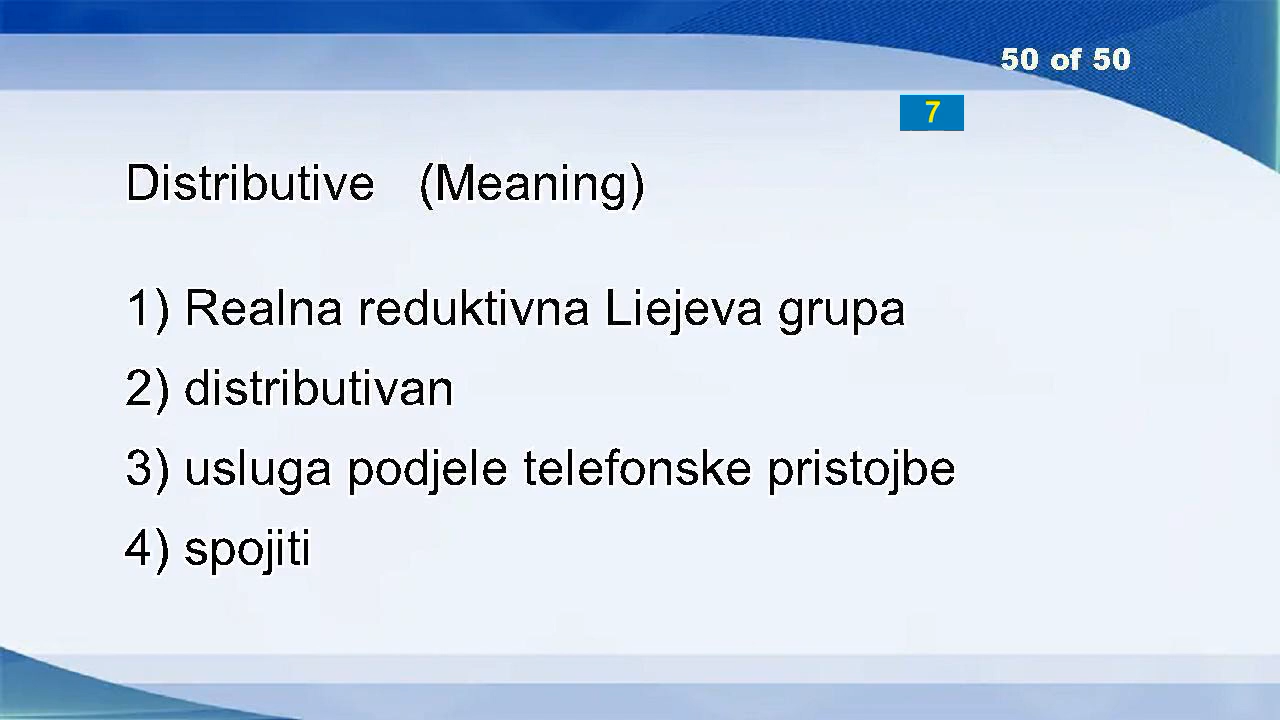 50 of 50
7
Distributive (Meaning)
1) Realna reduktivna Liejeva grupa
2) distributivan
3) usluga podjele telefonske pristojbe
4) spojiti